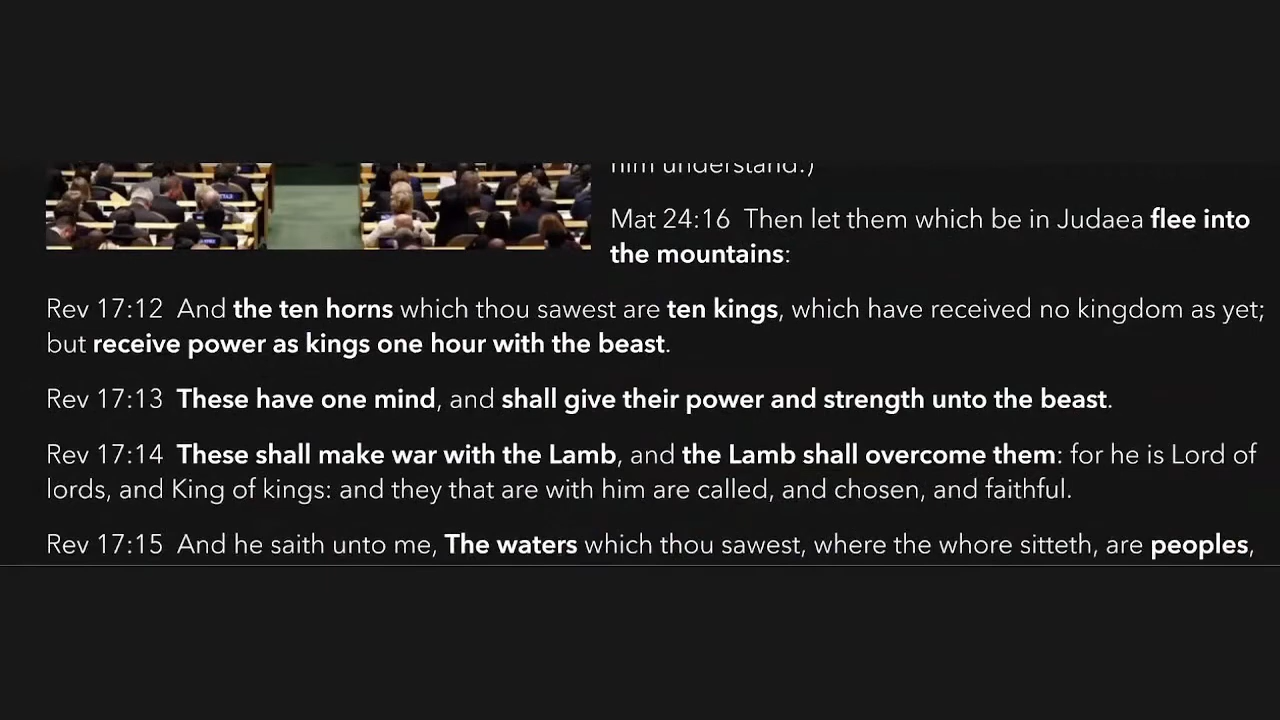 him understand.)
Mat 24:16 Then let them which be in Judaea flee into
the mountains:
Rev 17:12 And the ten horns which thou sawest are ten kings, which have received no kingdom as yet;
but receive power as kings one hour with the beast.
Rev 17:13 These have one mind, and shall give their power and strength unto the beast.
Rev 17:14 These shall make war with the Lamb, and the Lamb shall overcome them: for he is Lord of
lords, and King of kings: and they that are with him are called, and chosen, and faithful.
Rev 17:15 And he saith unto me, The waters which thou sawest, where the whore sitteth, are peoples,